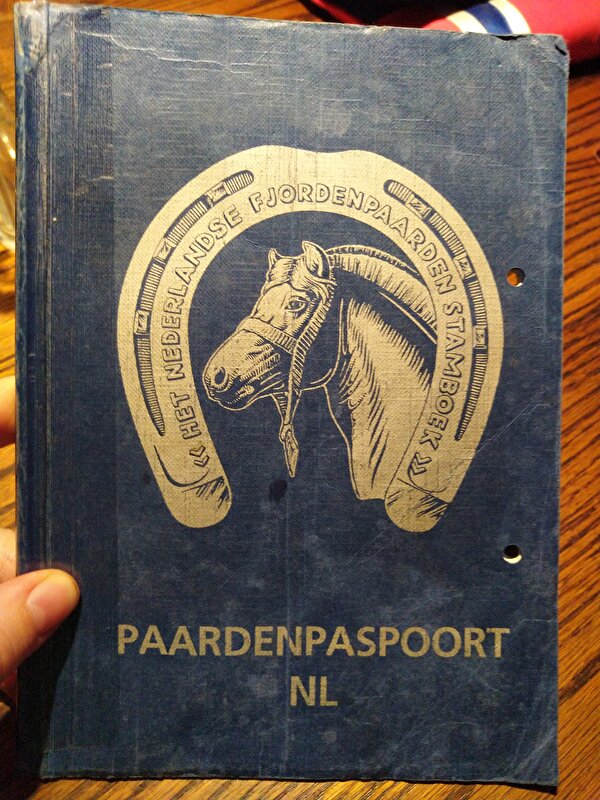 « HET NEDERLANDSE FJORDENPAARDEN STAMBOEK »
PAARDENPASPOORT
NL